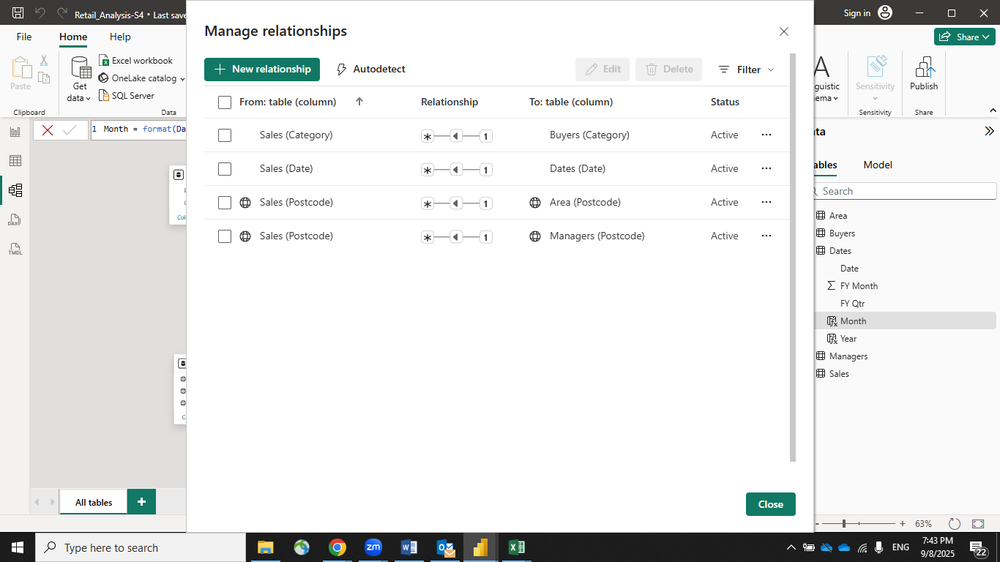 Retail_Analysis-S4 • Last save
Sign in
File Home Help
Share
Paste
Get data
Excel workbook
OneLake catalog
SQL Server
Sensitivity
Publish
Clipboard
Data
Sensitivity
Share
1 Month = format(Da
Manage relationships
New relationship
Autodetect
Edit
Delete
Filter
From: table (column) Relationship To: table (column) Status
Sales (Category) * 1 Buyers (Category) Active
Sales (Date) * 1 Dates (Date) Active
Sales (Postcode) * 1 Area (Postcode) Active
Sales (Postcode) * 1 Managers (Postcode) Active
Close
Model
Search
Area
Buyers
Dates
Date
FY Month
FY Qtr
Month
Year
Managers
Sales
DAX
TMDL
All tables
63%
Type here to search
zm
ENG
7:43 PM
9/8/2025
22